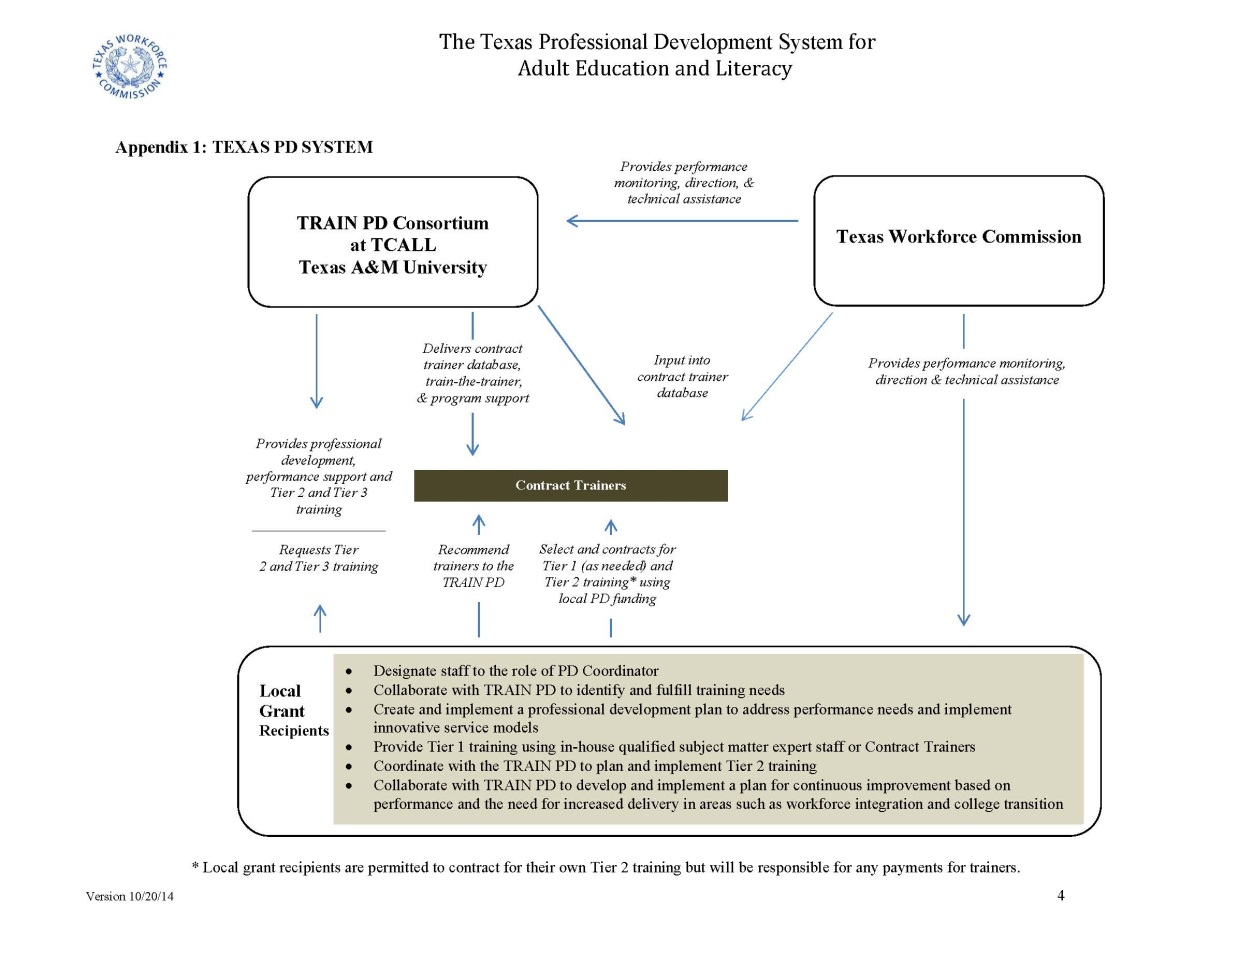 TEXAS WORKFORCE
COMMISSION
The Texas Professional Development System for
Adult Education and Literacy
Appendix 1: TEXAS PD SYSTEM
Provides performance
monitoring, direction, &
technical assistance
TRAIN PD Consortium
at TCALL
Texas A&M University
Texas Workforce Commission
Delivers contract
trainer database,
train-the-trainer,
& program support
Input into
contract trainer
database
Provides performance monitoring,
direction & technical assistance
Provides professional
development,
performance support and
Tier 2 and Tier 3
training
Contract Trainers
Requests Tier
2 and Tier 3 training
Recommend
trainers to the
TRAIN PD
Select and contracts for
Tier 1 (as needed) and
Tier 2 training* using
local PD funding
Local
Grant
Recipients
• Designate staff to the role of PD Coordinator
• Collaborate with TRAIN PD to identify and fulfill training needs
• Create and implement a professional development plan to address performance needs and implement
innovative service models
• Provide Tier 1 training using in-house qualified subject matter expert staff or Contract Trainers
• Coordinate with the TRAIN PD to plan and implement Tier 2 training
• Collaborate with TRAIN PD to develop and implement a plan for continuous improvement based on
performance and the need for increased delivery in areas such as workforce integration and college transition
* Local grant recipients are permitted to contract for their own Tier 2 training but will be responsible for any payments for trainers.
Version 10/20/14
4